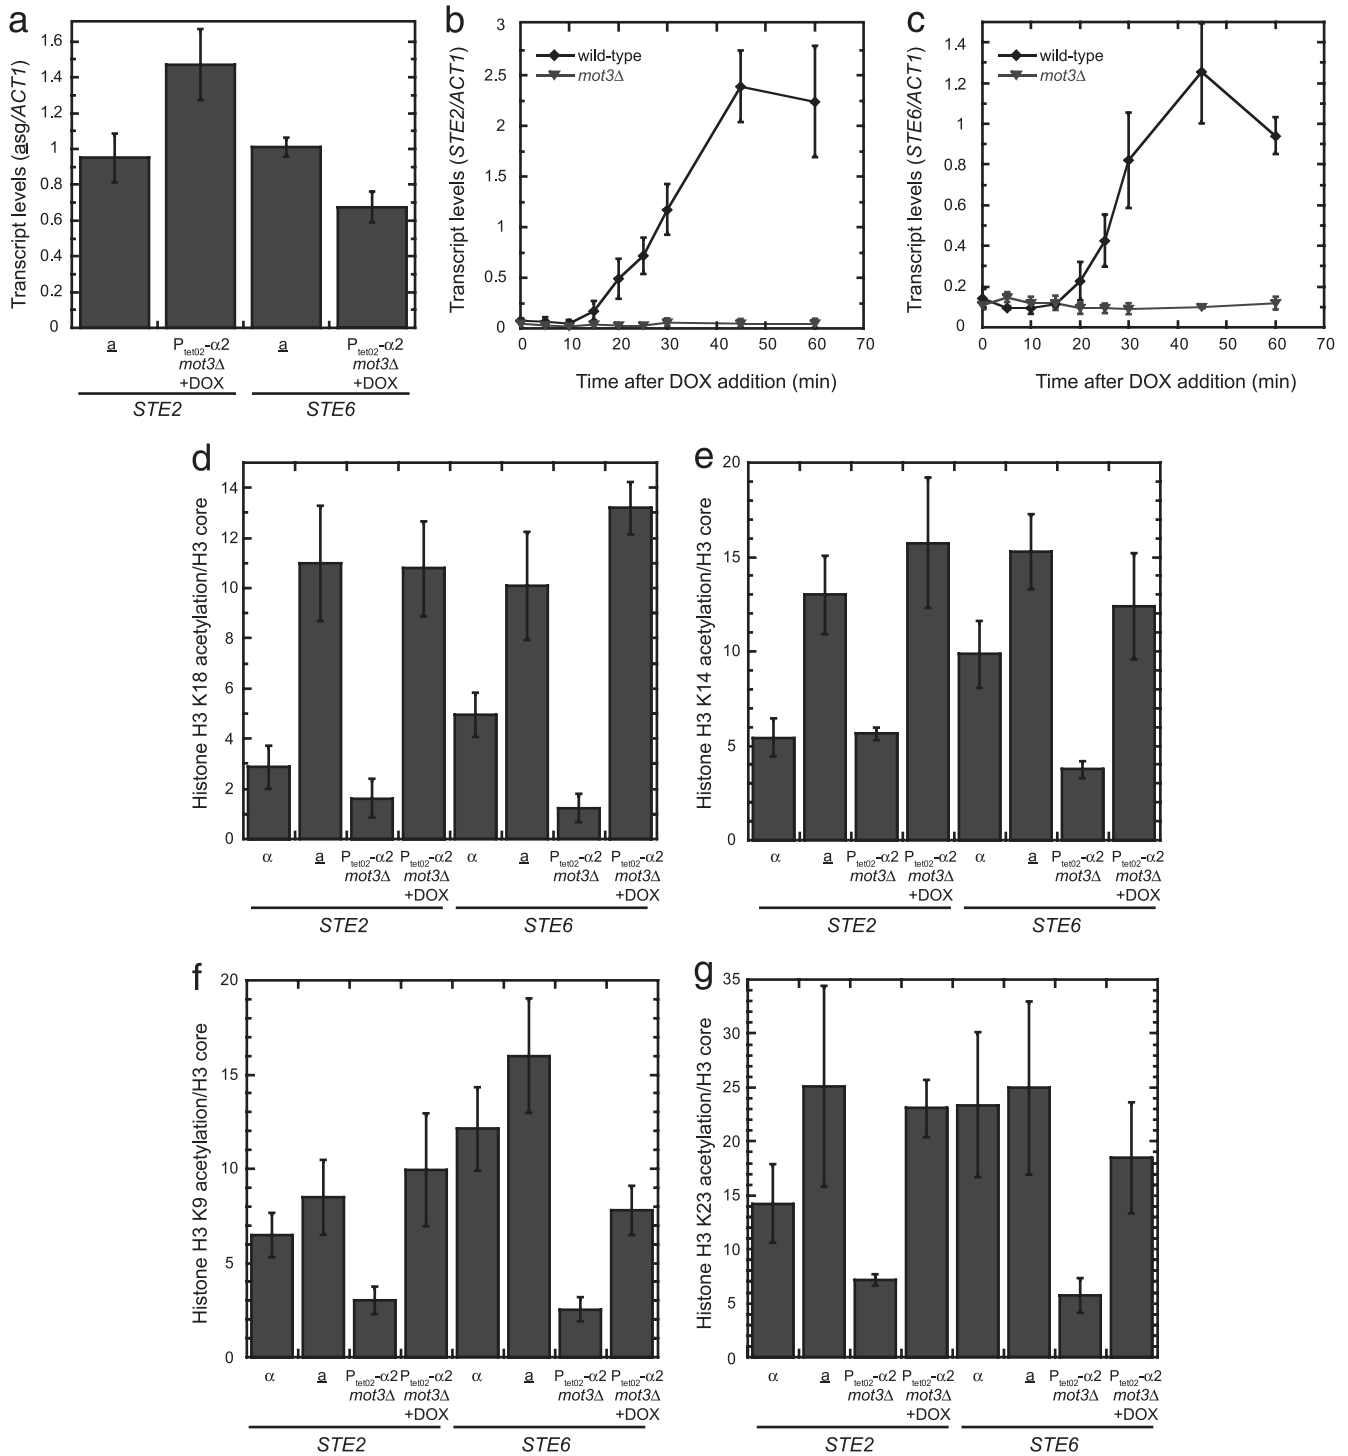 a
Transcript levels (asg/ACT1)
1.6
1.4
1.2
1
0.8
0.6
0.4
0.2
0
a
Ptet02-α2
mot3Δ
+DOX
a
Ptet02-α2
mot3Δ
+DOX
STE2
STE6
b
Transcript levels (STE2/ACT1)
3
2.5
2
1.5
1
0.5
0
wild-type
mot3Δ
0 10 20 30 40 50 60 70
Time after DOX addition (min)
c
Transcript levels (STE6/ACT1)
1.4
1.2
1
0.8
0.6
0.4
0.2
0
wild-type
mot3Δ
0 10 20 30 40 50 60 70
Time after DOX addition (min)
d
Histone H3 K18 acetylation/H3 core
14
12
10
8
6
4
2
0
α
a
Ptet02-α2
mot3Δ
Ptet02-α2
mot3Δ
+DOX
α
a
Ptet02-α2
mot3Δ
Ptet02-α2
mot3Δ
+DOX
STE2
STE6
e
Histone H3 K14 acetylation/H3 core
20
15
10
5
0
α
a
Ptet02-α2
mot3Δ
Ptet02-α2
mot3Δ
+DOX
α
a
Ptet02-α2
mot3Δ
Ptet02-α2
mot3Δ
+DOX
STE2
STE6
f
Histone H3 K9 acetylation/H3 core
20
15
10
5
0
α
a
Ptet02-α2
mot3Δ
Ptet02-α2
mot3Δ
+DOX
α
a
Ptet02-α2
mot3Δ
Ptet02-α2
mot3Δ
+DOX
STE2
STE6
g
Histone H3 K23 acetylation/H3 core
35
30
25
20
15
10
5
0
α
a
Ptet02-α2
mot3Δ
Ptet02-α2
mot3Δ
+DOX
α
a
Ptet02-α2
mot3Δ
Ptet02-α2
mot3Δ
+DOX
STE2
STE6